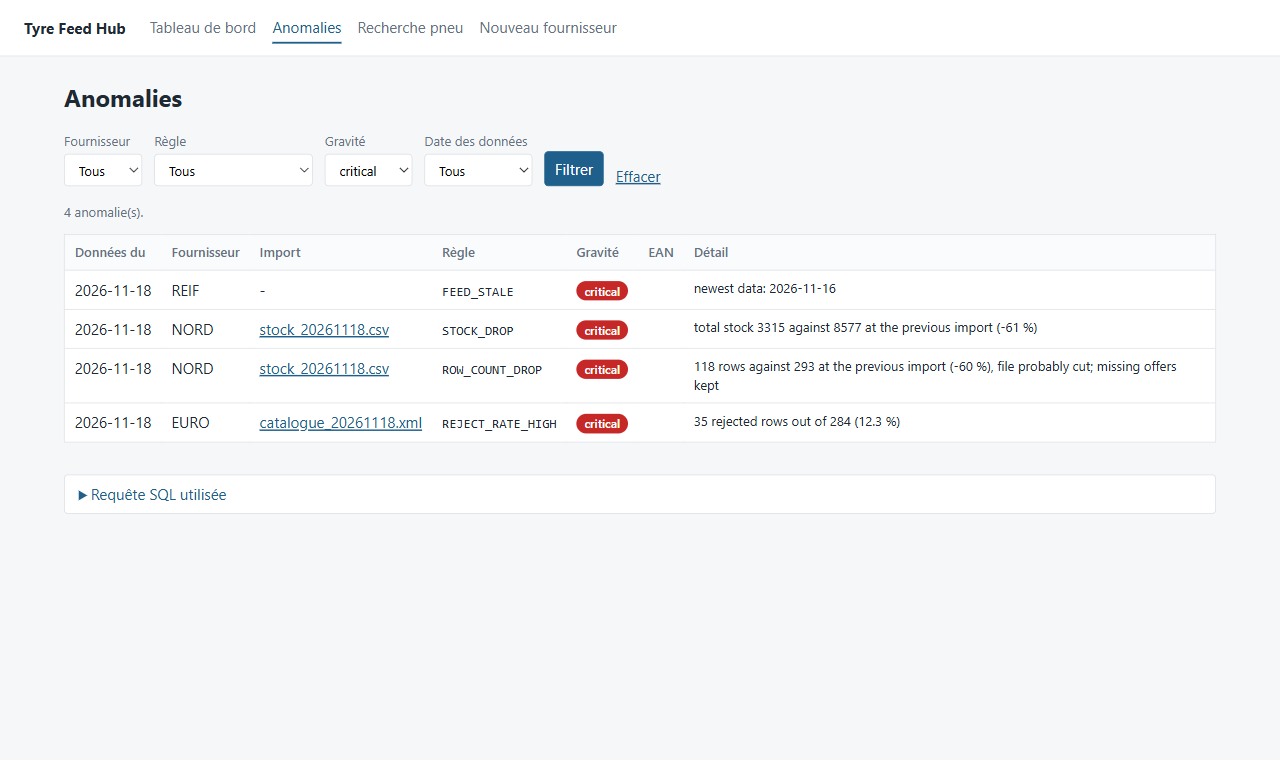 Tyre Feed Hub Tableau de bord Anomalies Recherche pneu Nouveau fournisseur
Anomalies
Fournisseur Règle Gravité Date des données
Tous Tous critical Tous Filtrer Effacer
4 anomalie(s).
Données du Fournisseur Import Règle Gravité EAN Détail
2026-11-18 REIF - FEED_STALE critical newest data: 2026-11-16
2026-11-18 NORD stock_20261118.csv STOCK_DROP critical total stock 3315 against 8577 at the previous import (-61 %)
2026-11-18 NORD stock_20261118.csv ROW_COUNT_DROP critical 118 rows against 293 at the previous import (-60 %), file probably cut; missing offers
kept
2026-11-18 EURO catalogue_20261118.xml REJECT_RATE_HIGH critical 35 rejected rows out of 284 (12.3 %)
Requête SQL utilisée